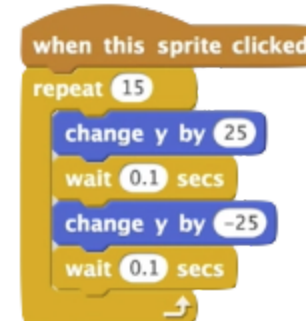 when this sprite clicked
repeat 15
change y by 25
wait 0.1 secs
change y by -25
wait 0.1 secs